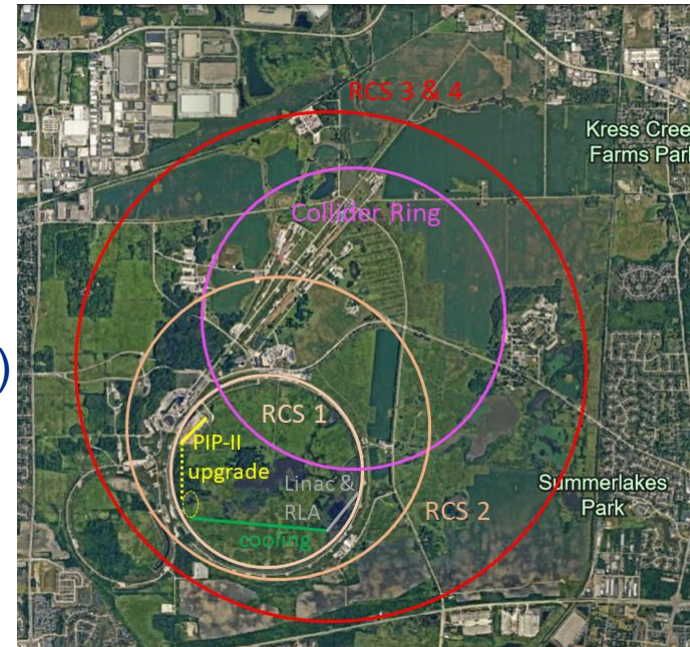 RCS 3 & 4
Kress Cree
Farms Parl
Collider Ring
)
RCS 1
PIP-II
upgrade
Linac &
RLA
Summerlakes
Park
RCS 2
cooling